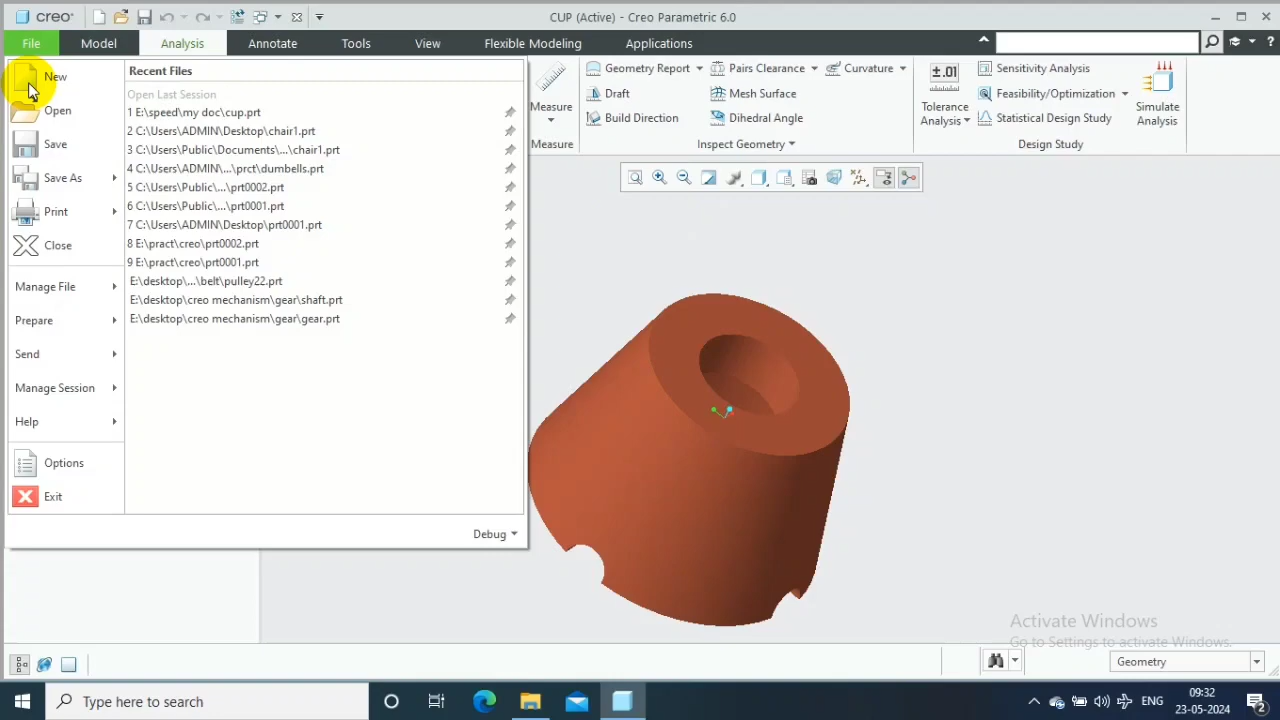 creo
CUP (Active) - Creo Parametric 6.0
File
Model
Analysis
Annotate
Tools
View
Flexible Modeling
Applications
New
Open
Save
Save As
Print
Close
Manage File
Prepare
Send
Manage Session
Help
Options
Exit
Recent Files
Open Last Session
1 E:\speed\my doc\cup.prt
2 C:\Users\ADMIN\Desktop\chair1.prt
3 C:\Users\Public\Documents\...\chair1.prt
4 C:\Users\ADMIN\...\prct\dumbells.prt
5 C:\Users\Public\...\prt0002.prt
6 C:\Users\Public\...\prt0001.prt
7 C:\Users\ADMIN\Desktop\prt0001.prt
8 E:\pract\creo\prt0002.prt
9 E:\pract\creo\prt0001.prt
E:\desktop\...\belt\pulley22.prt
E:\desktop\creo mechanism\gear\shaft.prt
E:\desktop\creo mechanism\gear\gear.prt
Debug
Measure
Measure
Geometry Report
Draft
Build Direction
Pairs Clearance
Mesh Surface
Dihedral Angle
Curvature
Inspect Geometry
±.01
Tolerance
Analysis
Sensitivity Analysis
Feasibility/Optimization
Statistical Design Study
Simulate
Analysis
Design Study
Activate Windows
Go to Settings to activate Windows.
Geometry
Type here to search
ENG
09:32
23-05-2024
2